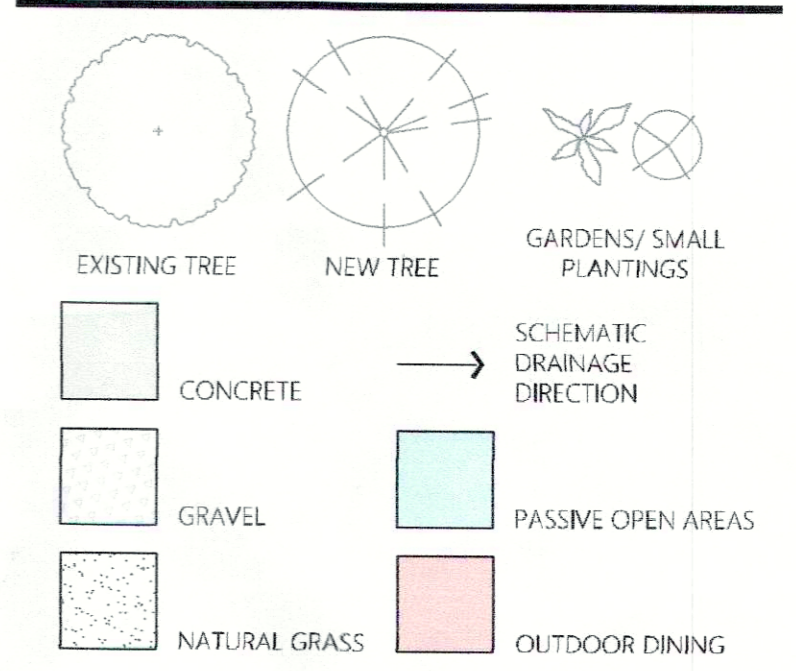 EXISTING TREE
NEW TREE
GARDENS/ SMALL
PLANTINGS
CONCRETE
SCHEMATIC
DRAINAGE
DIRECTION
GRAVEL
PASSIVE OPEN AREAS
NATURAL GRASS
OUTDOOR DINING